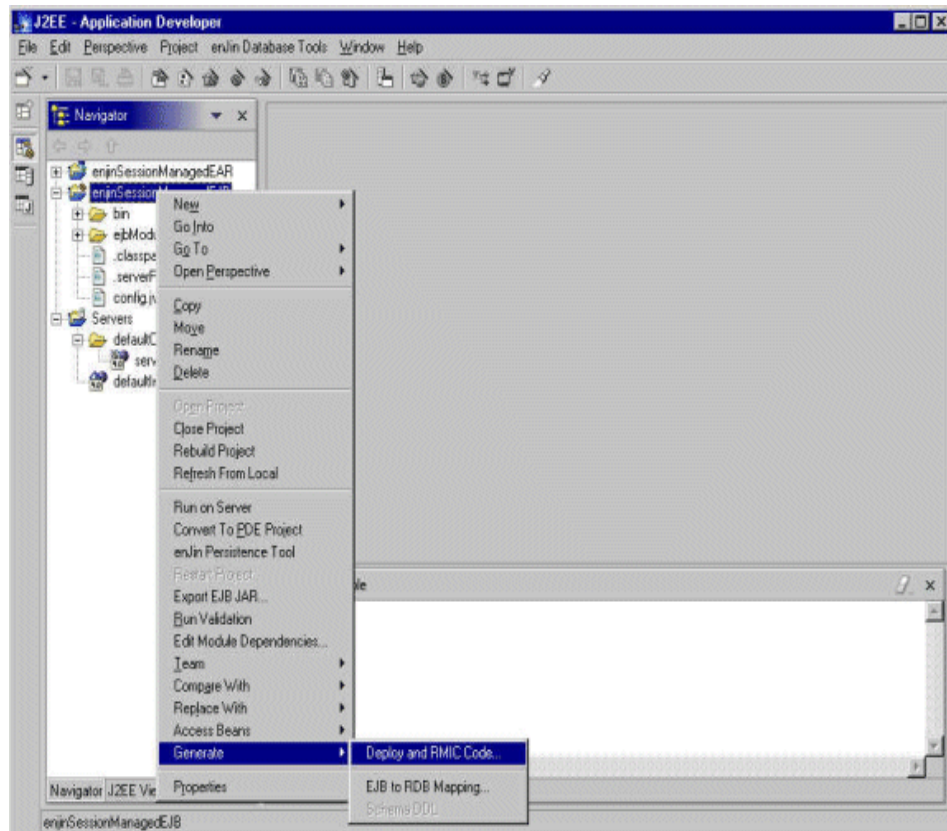 J2EE - Application Developer
File Edit Perspective Project enJin Database Tools Window Help
Navigator
enjinSessionManagedEAR
enjinSession
bin
ejbModu
.classpa
.serverF
config.jv
Servers
defaultC
serv
defaultIn
New
Go Into
Go To
Open Perspective
Copy
Move
Rename
Delete
Open Project
Close Project
Rebuild Project
Refresh From Local
Run on Server
Convert To PDE Project
enJin Persistence Tool
Restart Project
Export EJB JAR...
Run Validation
Edit Module Dependencies...
Team
Compare With
Replace With
Access Beans
Generate
Properties
Deploy and RMIC Code...
EJB to RDB Mapping...
Schema DDL
Navigator J2EE Vie
enjinSessionManagedEJB